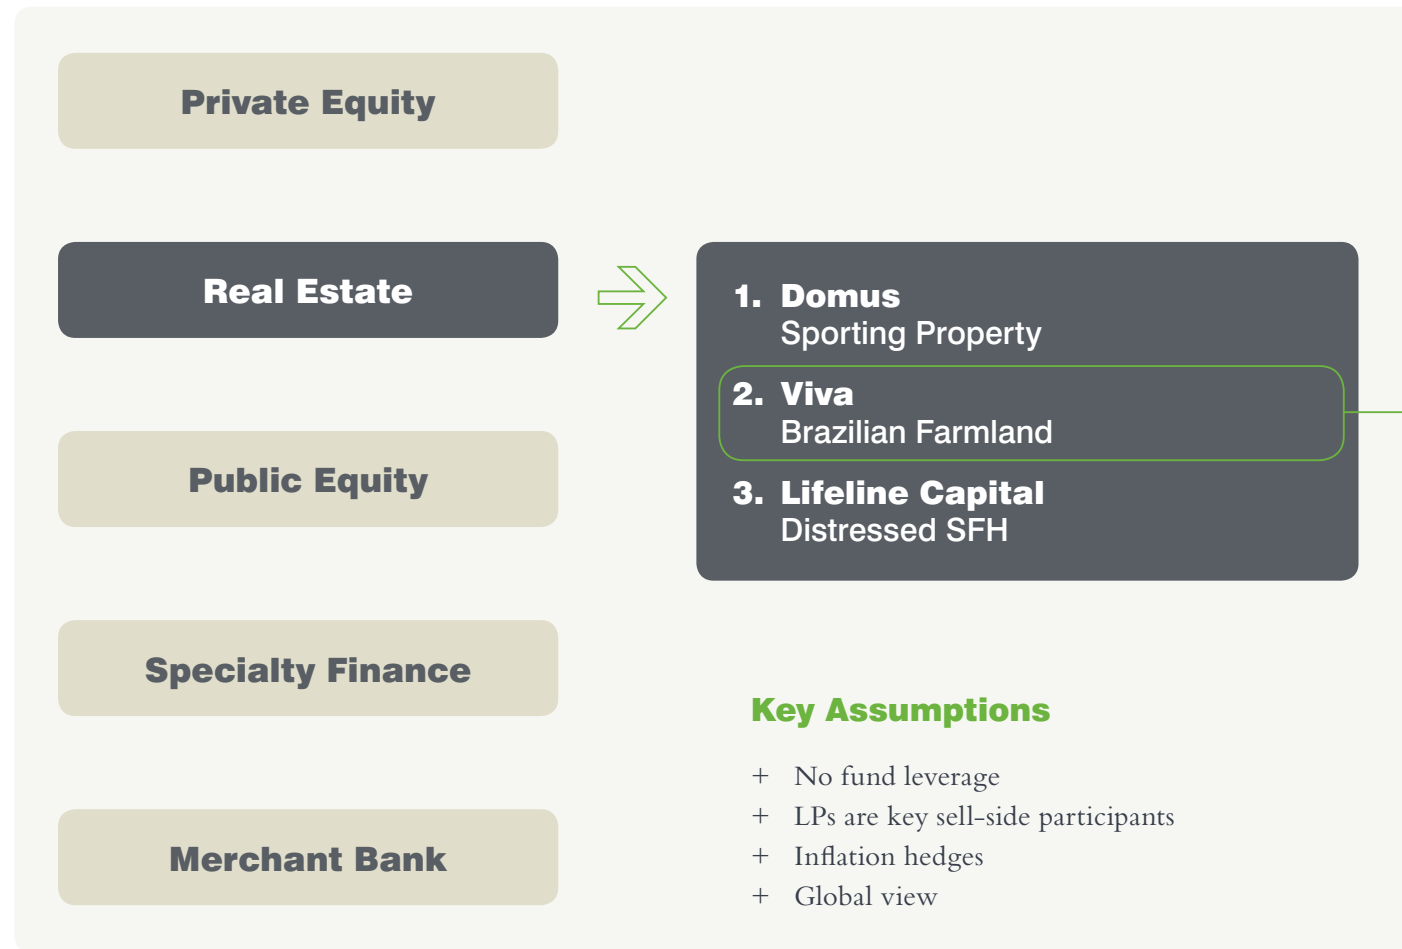 Private Equity
Real Estate
Public Equity
Specialty Finance
Merchant Bank
1. Domus
Sporting Property
2. Viva
Brazilian Farmland
3. Lifeline Capital
Distressed SFH
Key Assumptions
+ No fund leverage
+ LPs are key sell-side participants
+ Inflation hedges
+ Global view